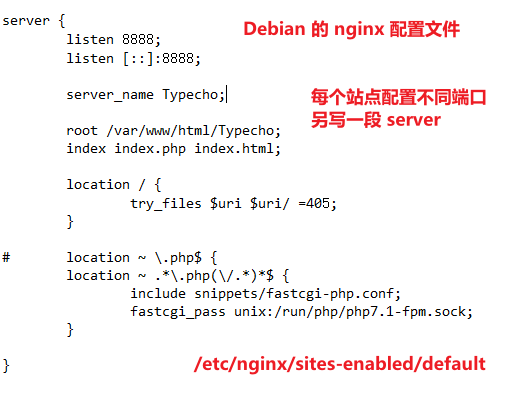 server {
Debian 的 nginx 配置文件
listen 8888;
listen [::]:8888;
server_name Typecho;
每个站点配置不同端口
另写一段 server
root /var/www/html/Typecho;
index index.php index.html;
location / {
try_files $uri $uri/ =405;
}
# location ~ \.php$ {
location ~ .*\.php(\/.*)*$ {
include snippets/fastcgi-php.conf;
fastcgi_pass unix:/run/php/php7.1-fpm.sock;
}
}
/etc/nginx/sites-enabled/default